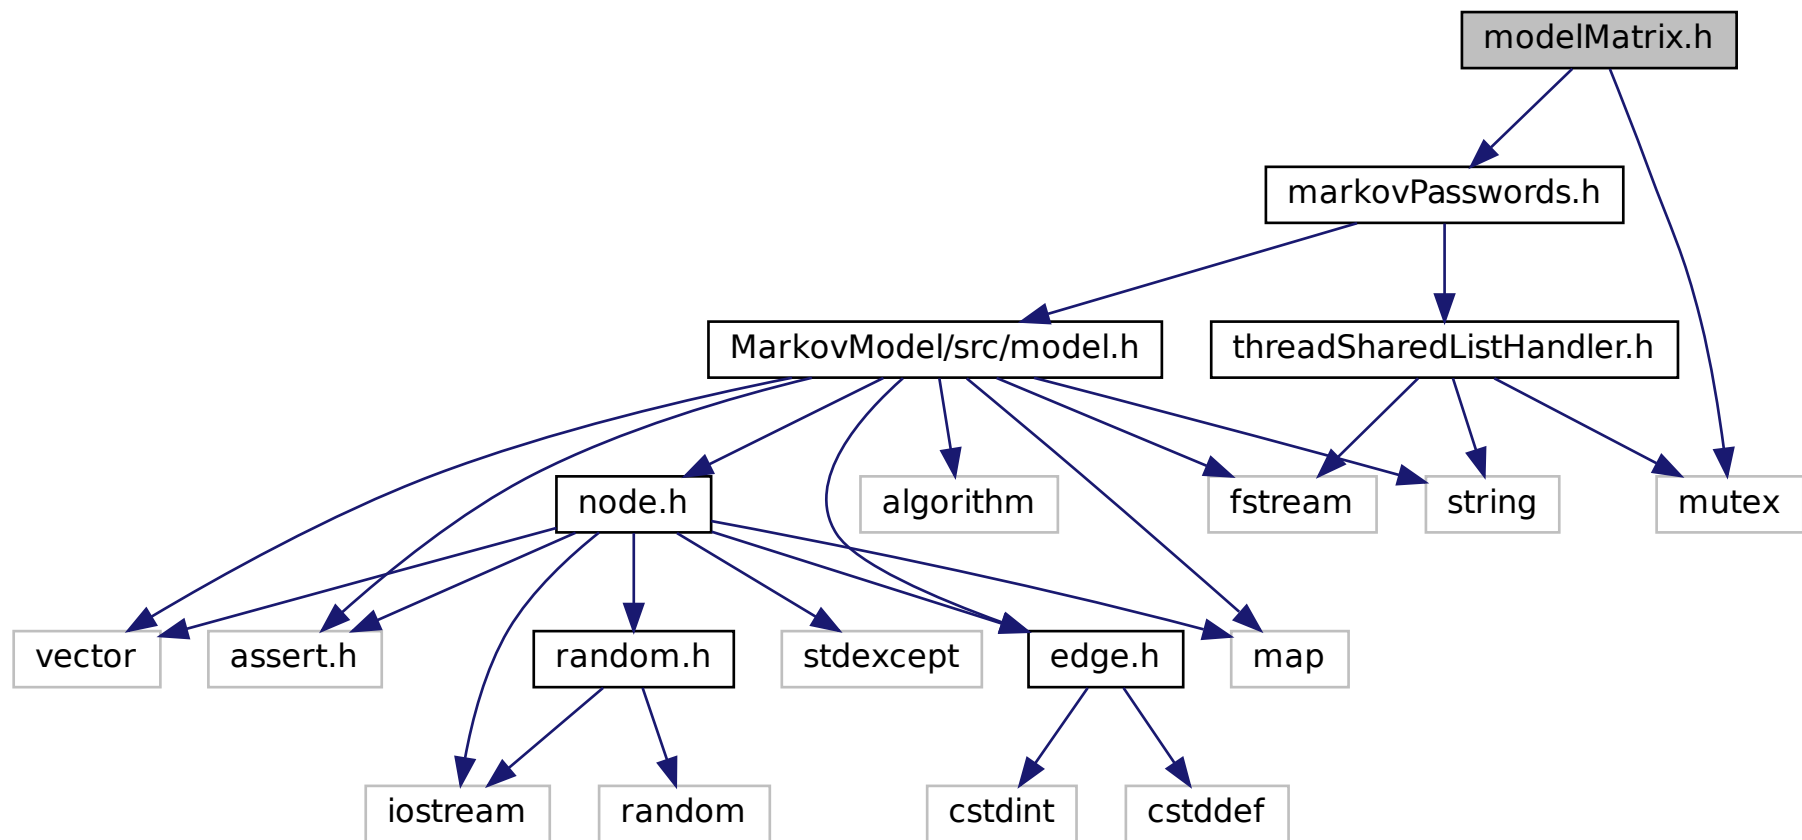 modelMatrix.h
markovPasswords.h
MarkovModel/src/model.h
threadSharedListHandler.h
node.h
algorithm
fstream
string
mutex
vector
assert.h
random.h
stdexcept
edge.h
map
iostream
random
cstdint
cstddef